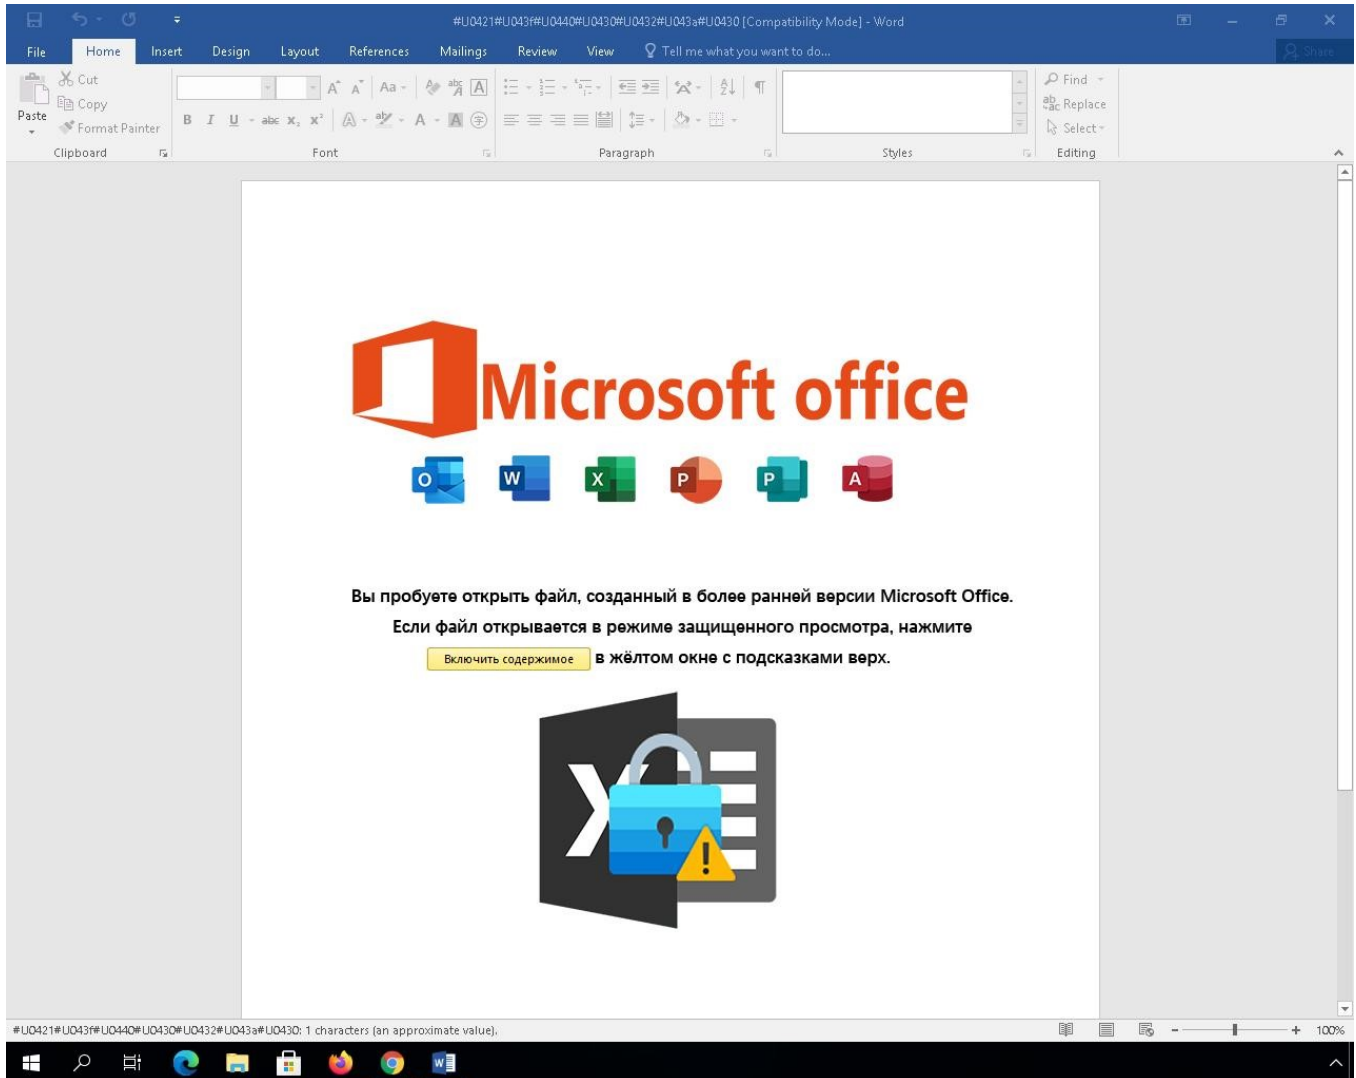 #U0421#U043f#U0440#U0430#U0432#U043a#U0430 [Compatibility Mode] - Word
File Home Insert Design Layout References Mailings Review View Tell me what you want to do... Share
Paste
Cut
Copy
Format Painter
Clipboard
Aa
B I U abc X₂ X² A
Font
Paragraph
Styles
Find
Replace
Select
Editing
Microsoft office
O W X P P A
Вы пробуете открыть файл, созданный в более ранней версии Microsoft Office.
Если файл открывается в режиме защищенного просмотра, нажмите
Включить содержимое в жёлтом окне с подсказками верх.
X
#U0421#U043f#U0440#U0430#U0432#U043a#U0430: 1 characters (an approximate value).
100%